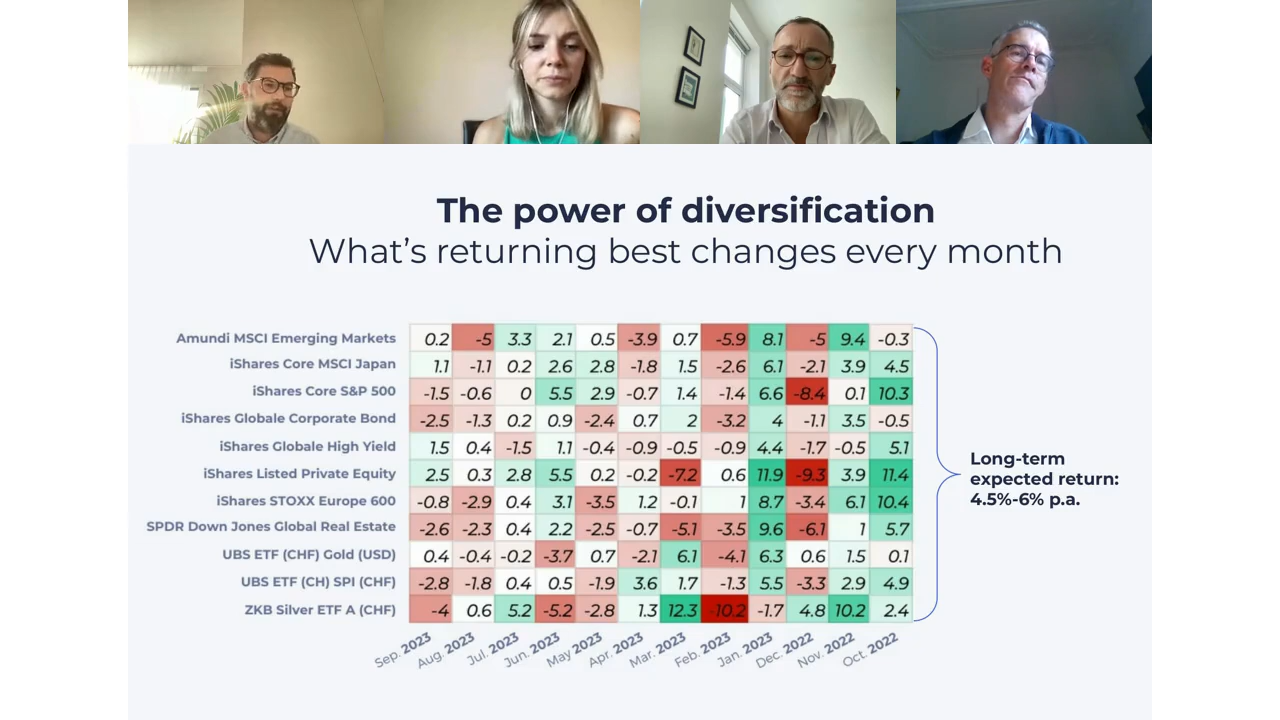 The power of diversification
What's returning best changes every month
Amundi MSCI Emerging Markets 0.2 -5 3.3 2.1 0.5 -3.9 0.7 -5.9 8.1 -5 9.4 -0.3
iShares Core MSCI Japan 1.1 -1.1 0.2 2.6 2.8 -1.8 1.5 -2.6 6.1 -2.1 3.9 4.5
iShares Core S&P 500 -1.5 -0.6 0 5.5 2.9 -0.7 1.4 -1.4 6.6 -8.4 0.1 10.3
iShares Globale Corporate Bond -2.5 -1.3 0.2 0.9 -2.4 0.7 2 -3.2 4 -1.1 3.5 -0.5
iShares Globale High Yield 1.5 0.4 -1.5 1.1 -0.4 -0.9 -0.5 -0.9 4.4 -1.7 -0.5 5.1
iShares Listed Private Equity 2.5 0.3 2.8 5.5 0.2 -0.2 -7.2 0.6 11.9 -9.3 3.9 11.4
iShares STOXX Europe 600 -0.8 -2.9 0.4 3.1 -3.5 1.2 -0.1 1 8.7 -3.4 6.1 10.4
SPDR Down Jones Global Real Estate -2.6 -2.3 0.4 2.2 -2.5 -0.7 -5.1 -3.5 9.6 -6.1 1 5.7
UBS ETF (CHF) Gold (USD) 0.4 -0.4 -0.2 -3.7 0.7 -2.1 6.1 -4.1 6.3 0.6 1.5 0.1
UBS ETF (CH) SPI (CHF) -2.8 -1.8 0.4 0.5 -1.9 3.6 1.7 -1.3 5.5 -3.3 2.9 4.9
ZKB Silver ETF A (CHF) -4 0.6 5.2 -5.2 -2.8 1.3 12.3 -10.2 -1.7 4.8 10.2 2.4
Sep. 2023 Aug. 2023 Jul. 2023 Jun. 2023 May 2023 Apr. 2023 Mar. 2023 Feb. 2023 Jan. 2023 Dec. 2022 Nov. 2022 Oct. 2022
Long-term
expected return:
4.5%-6% p.a.